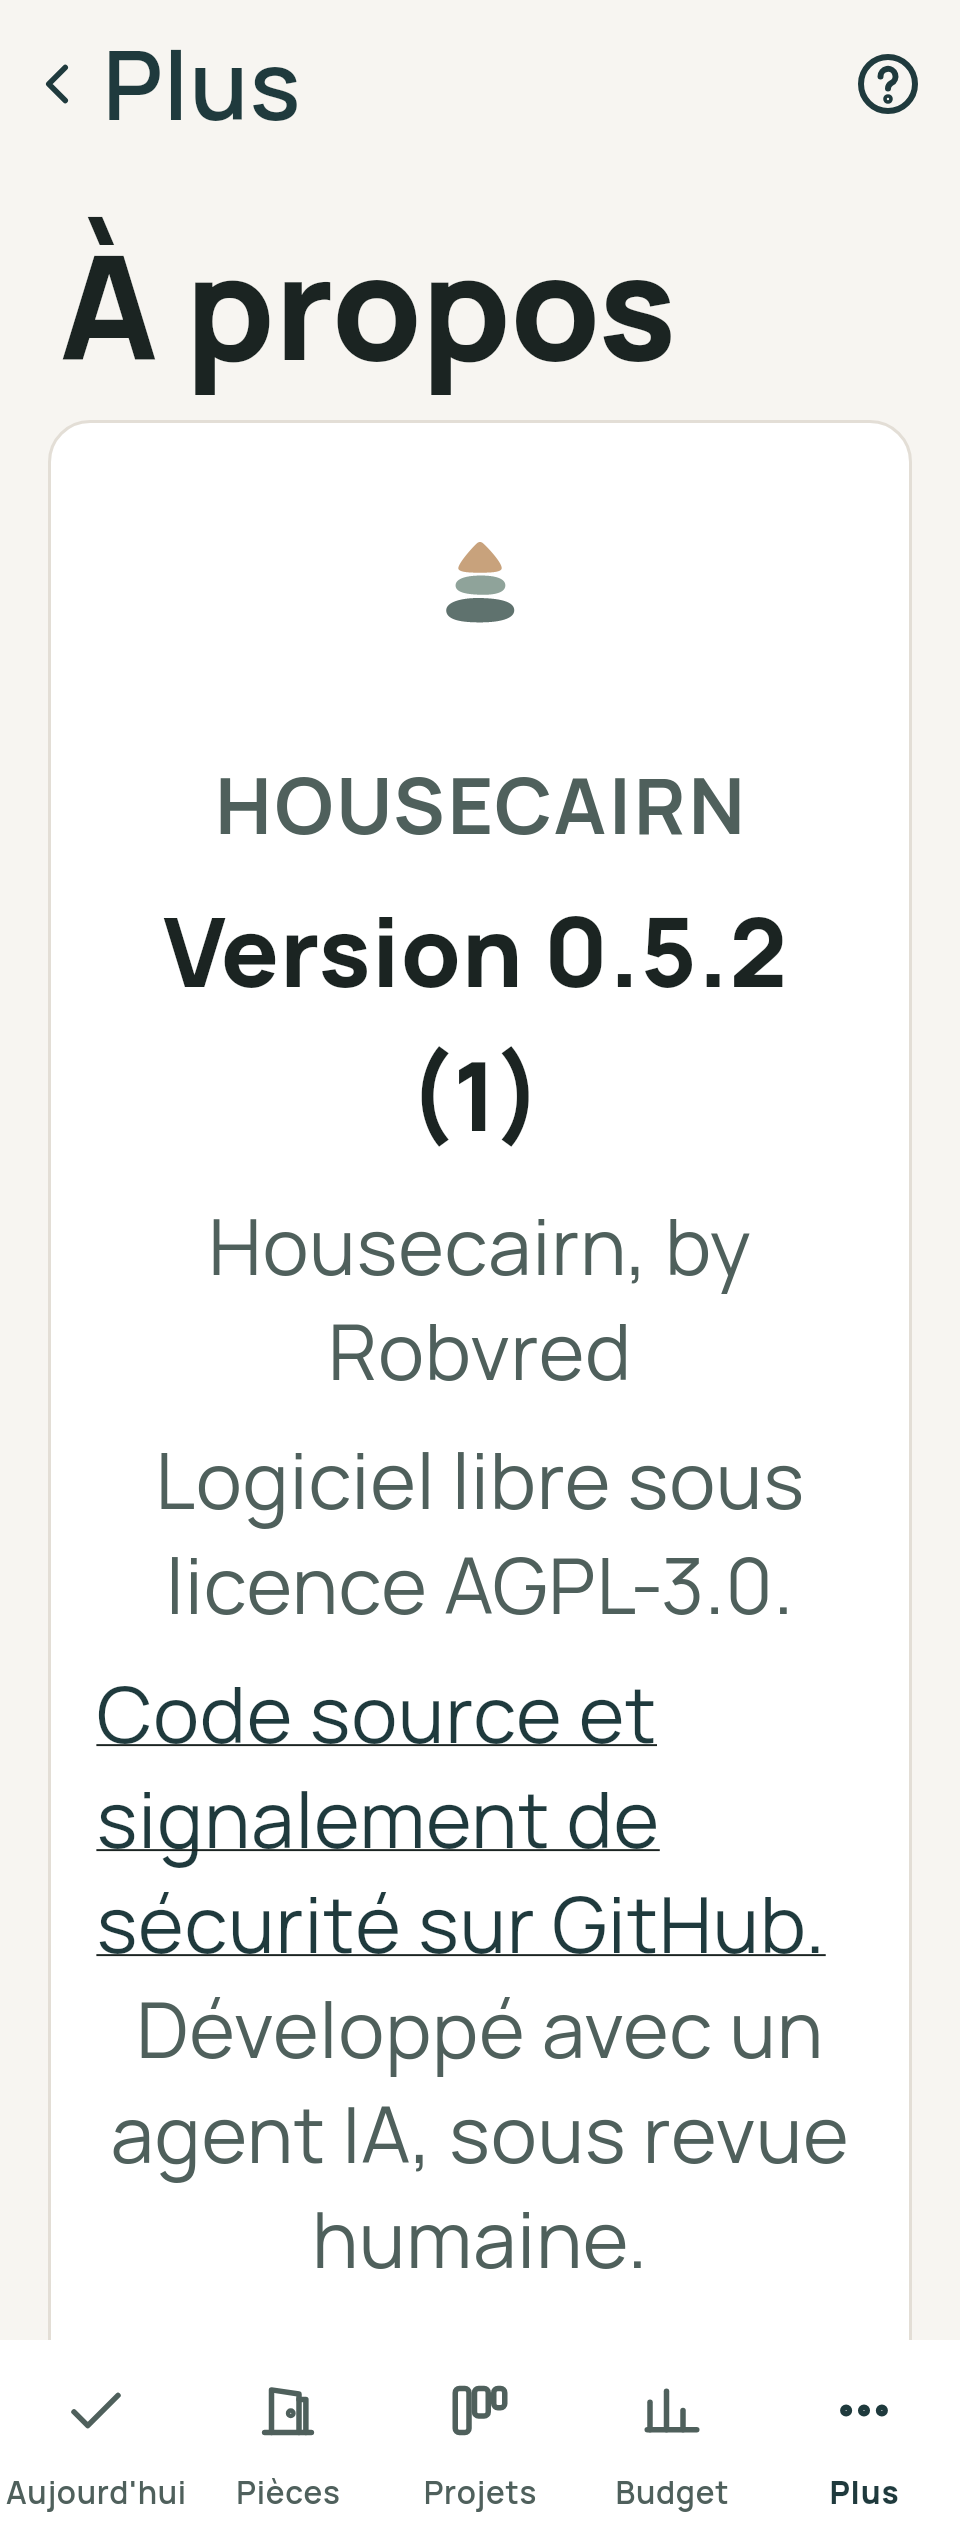 Plus
À propos
HOUSECAIRN
Version 0.5.2
(1)
Housecairn, by
Robvred
Logiciel libre sous
licence AGPL-3.0.
Code source et
signalement de
sécurité sur GitHub.
Développé avec un
agent IA, sous revue
humaine.
Aujourd'hui Pièces Projets Budget Plus